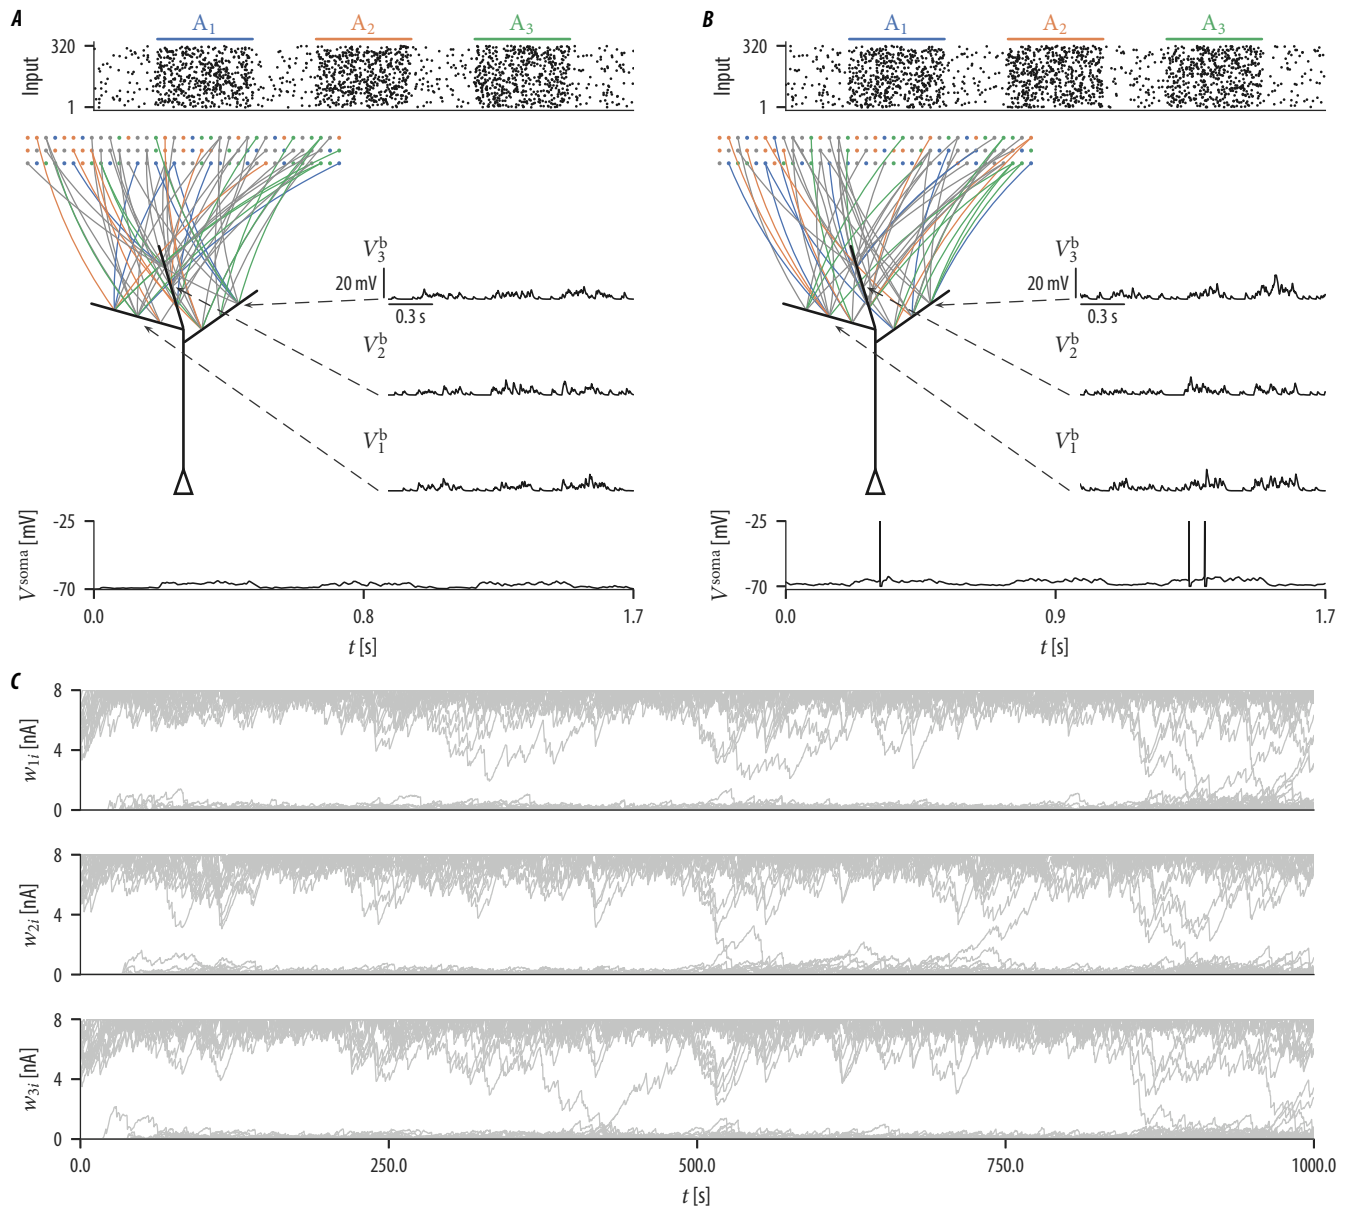 A
A1 A2 A3
320
Input
1
V3b
20 mV
0.3 s
V2b
V1b
-25
Vsoma [mV]
-70
0.0 0.8 1.7
t [s]
B
A1 A2 A3
320
Input
1
V3b
20 mV
0.3 s
V2b
V1b
-25
Vsoma [mV]
-70
0.0 0.9 1.7
t [s]
C
8
w1i [nA]
4
0
8
w2i [nA]
4
0
8
w3i [nA]
4
0
0.0 250.0 500.0 750.0 1000.0
t [s]